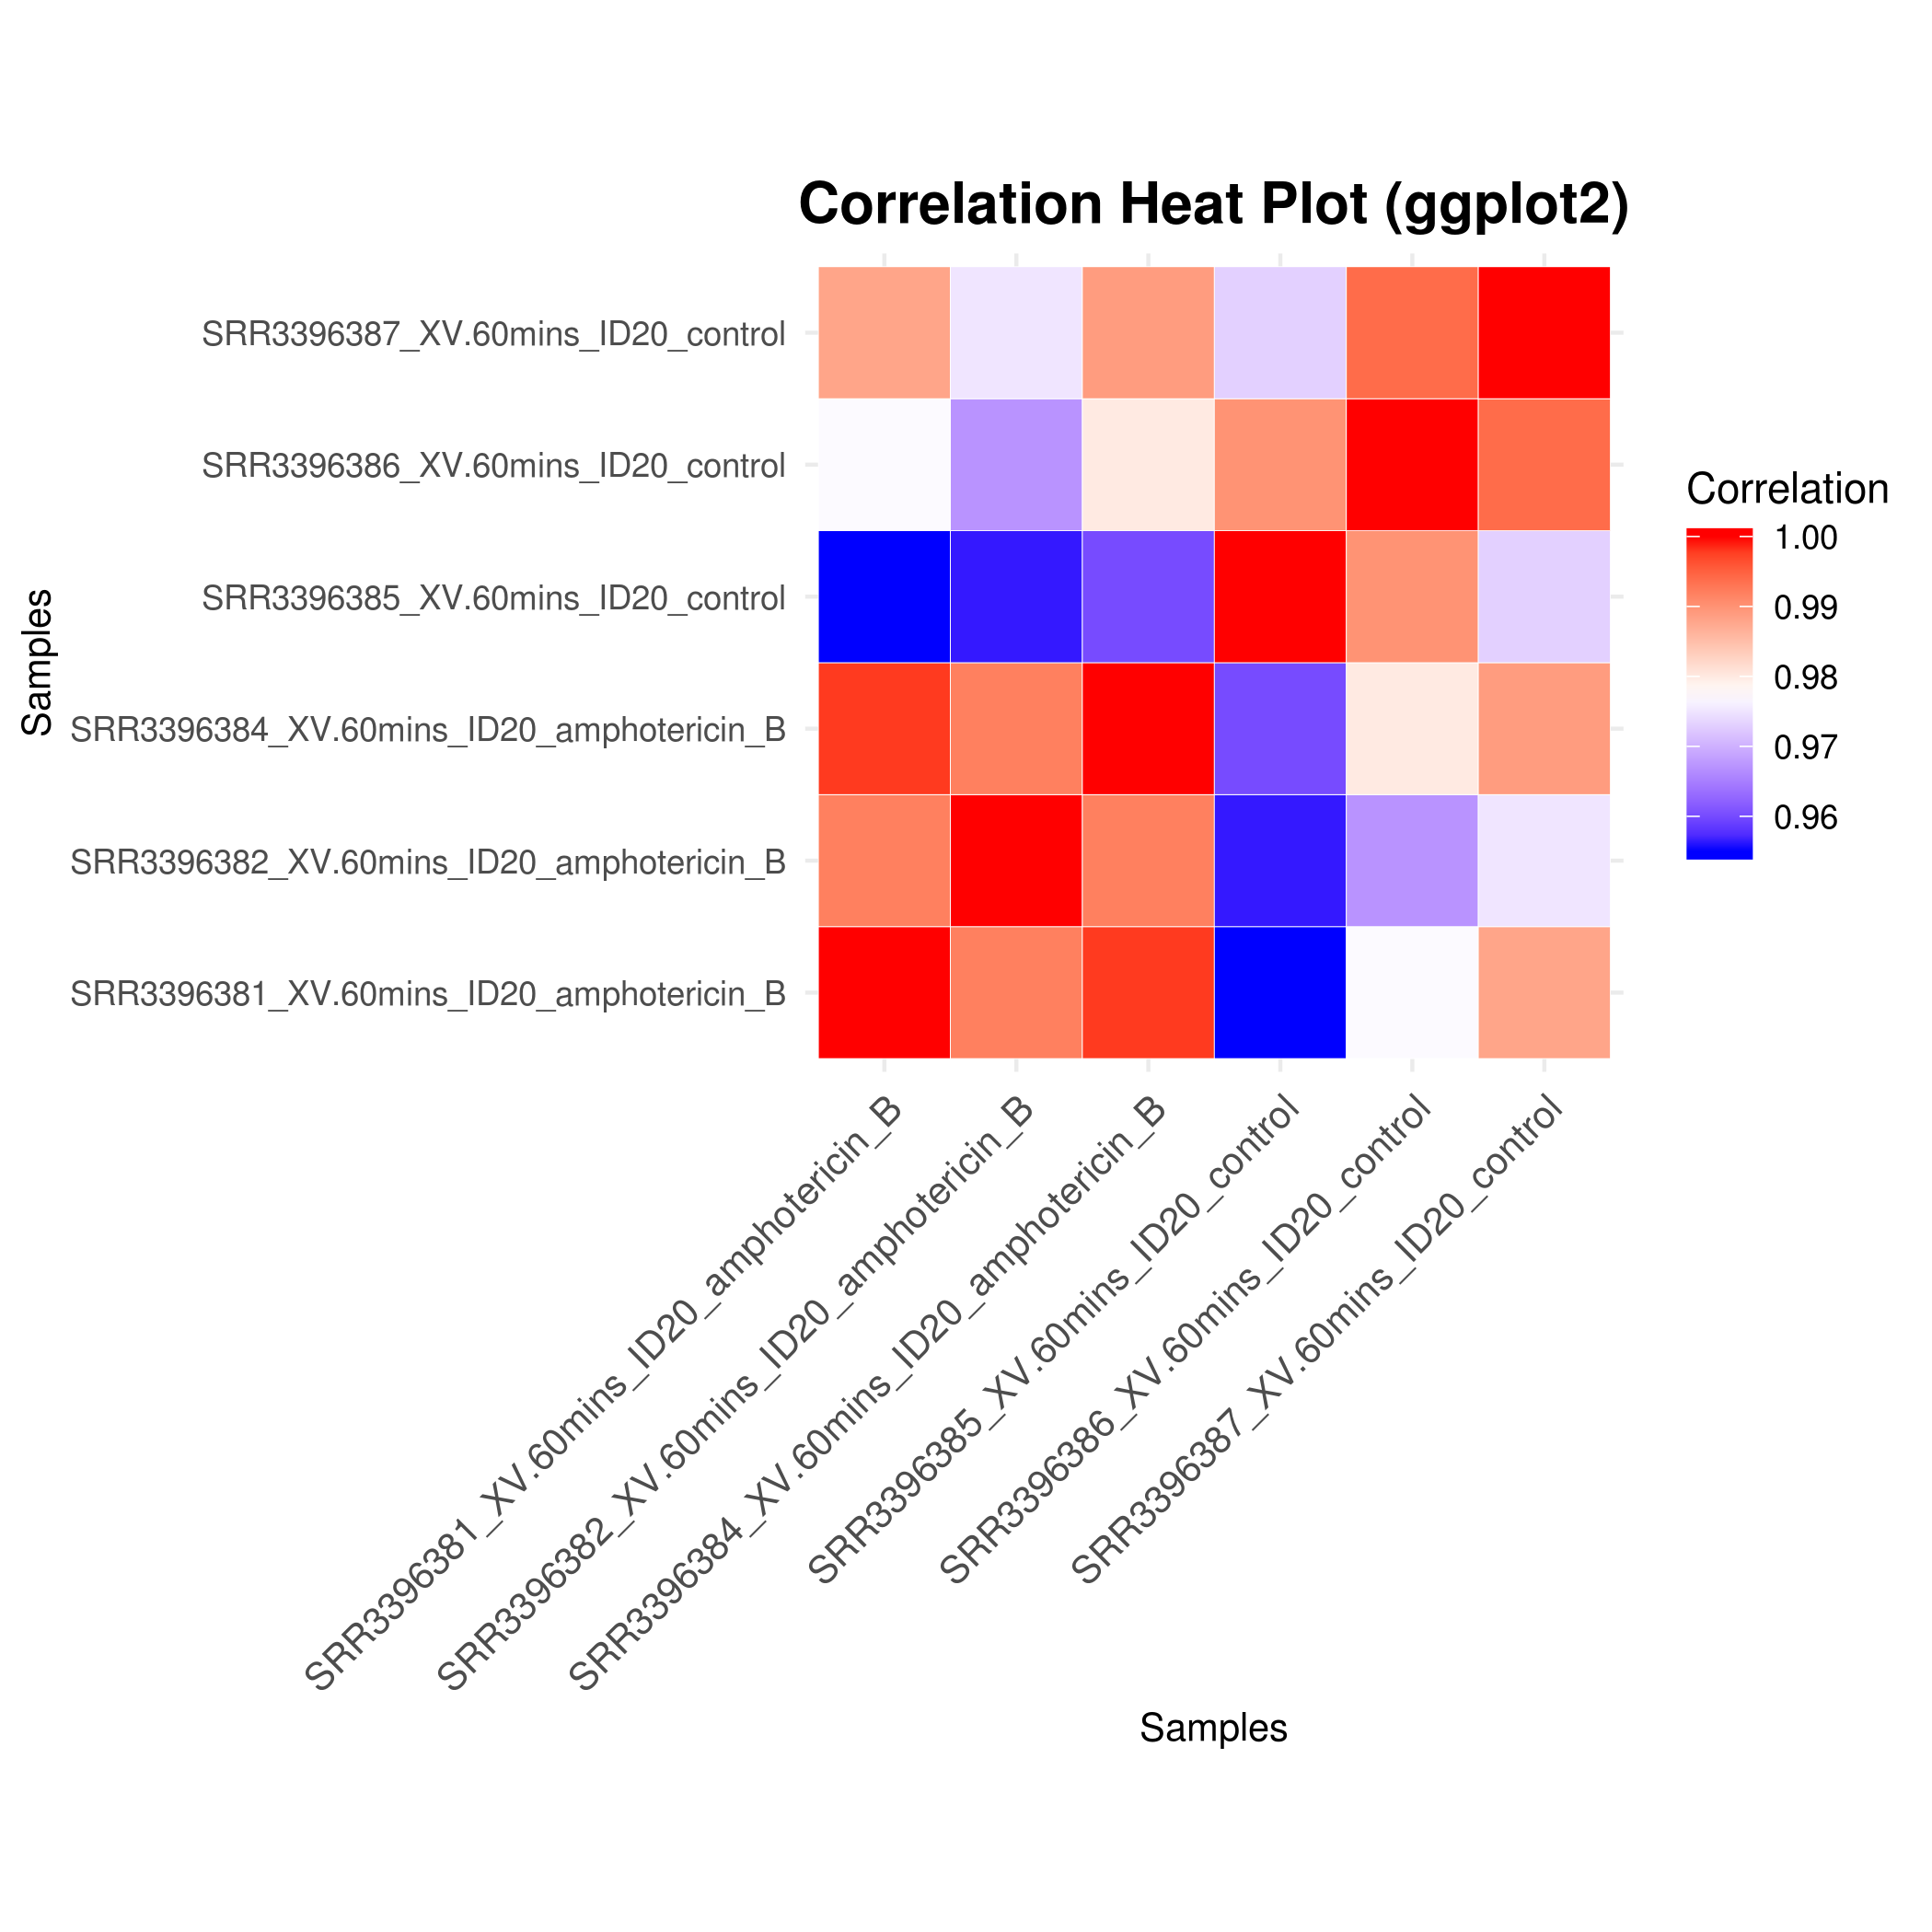 Correlation Heat Plot (ggplot2)
Samples
SRR3396387_XV.60mins_ID20_control
SRR3396386_XV.60mins_ID20_control
SRR3396385_XV.60mins_ID20_control
SRR3396384_XV.60mins_ID20_amphotericin_B
SRR3396382_XV.60mins_ID20_amphotericin_B
SRR3396381_XV.60mins_ID20_amphotericin_B
Correlation
1.00
0.99
0.98
0.97
0.96
SRR3396381_XV.60mins_ID20_amphotericin_B
SRR3396382_XV.60mins_ID20_amphotericin_B
SRR3396384_XV.60mins_ID20_amphotericin_B
SRR3396385_XV.60mins_ID20_control
SRR3396386_XV.60mins_ID20_control
SRR3396387_XV.60mins_ID20_control
Samples